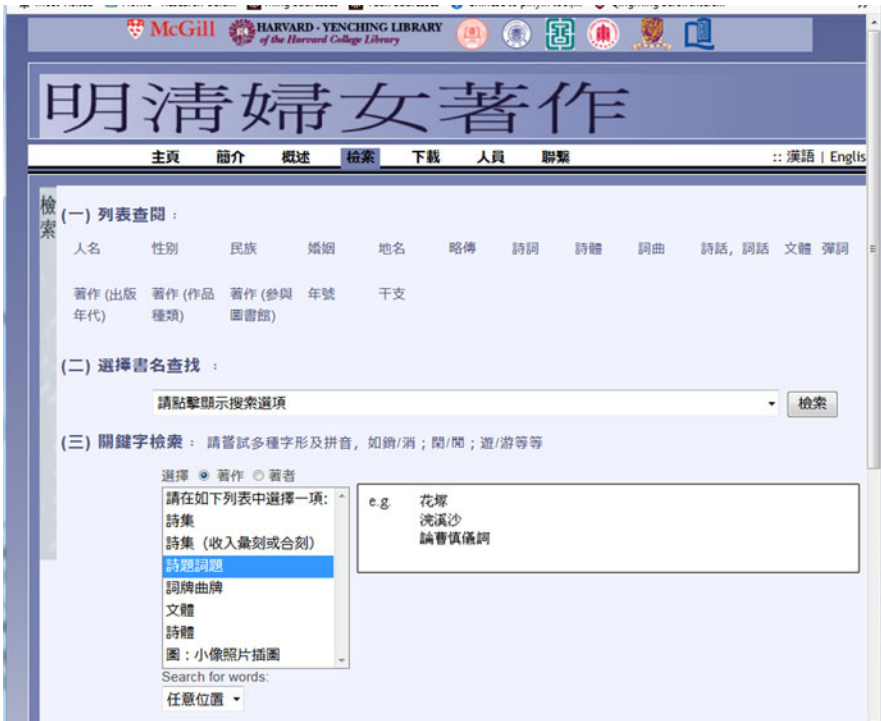 McGill HARVARD-YENCHING LIBRARY
of the Harvard College Library
明清婦女著作
主頁 簡介 概述 檢索 下載 人員 聯繫 :: 漢語 | Englis
檢索
(一) 列表查閱：
人名 性别 民族 婚姻 地名 略傳 詩詞 詩體 詞曲 詩話，詞話 文體 彈詞
著作 (出版年代) 著作 (作品種類) 著作 (參與圖書館) 年號 干支
(二) 選擇書名查找：
請點擊顯示搜索選項 檢索
(三) 關鍵字檢索：請嘗試多種字形及拼音，如銷/消；閒/閑；遊/游等等
選擇 著作 著者
請在如下列表中選擇一項:
詩集
詩集（收入彙刻或合刻）
詩題詞題
詞牌曲牌
文體
詩體
圖：小像照片插圖
e.g. 花塚
浣溪沙
論曹慎儀詞
Search for words:
任意位置